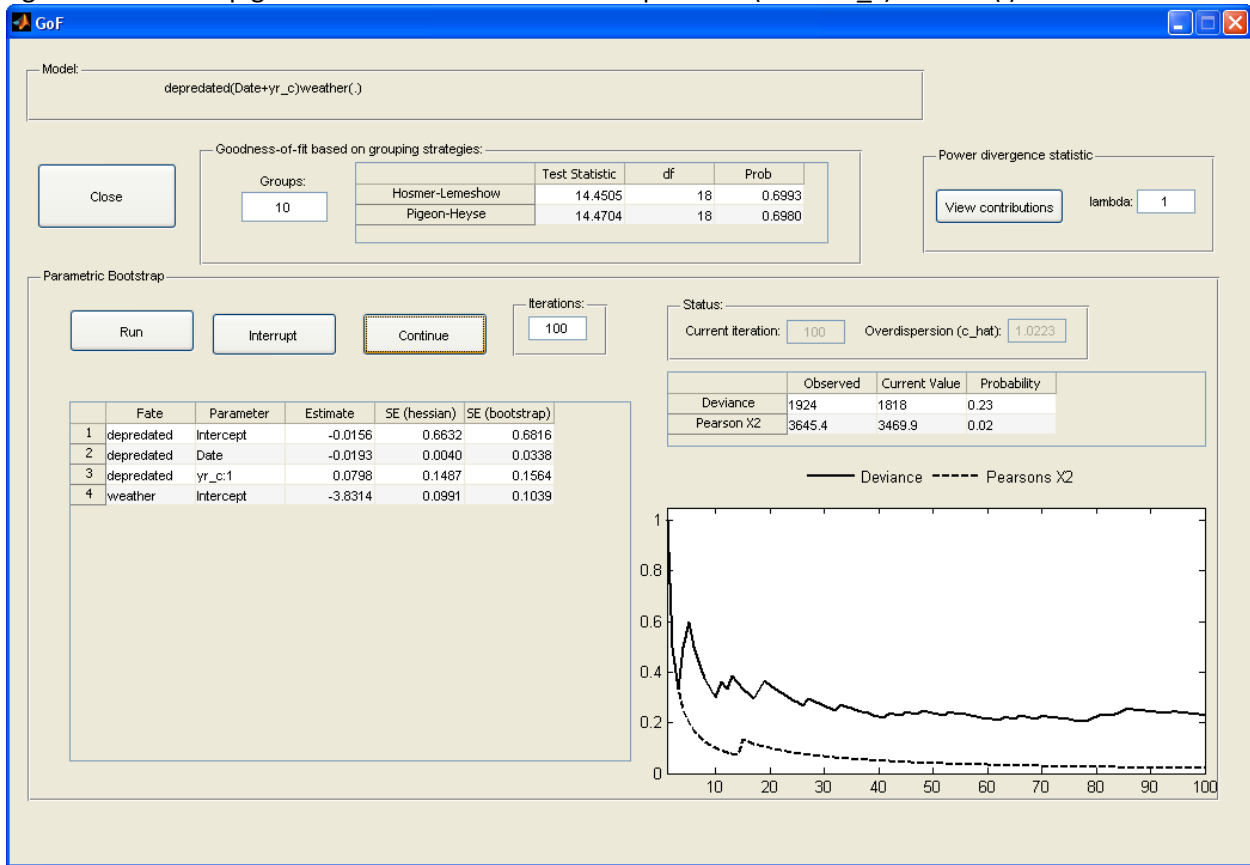 GoF
Model:
depredated(Date+yr_c)weather(.)
Close
Goodness-of-fit based on grouping strategies:
Groups:
10
Test Statistic df Prob
Hosmer-Lemeshow 14.4505 18 0.6993
Pigeon-Heyse 14.4704 18 0.6980
Power divergence statistic
View contributions lambda: 1
Parametric Bootstrap
Run Interrupt Continue
Iterations:
100
Status:
Current iteration: 100 Overdispersion (c_hat): 1.0223
Observed Current Value Probability
Deviance 1924 1818 0.23
Pearson X2 3645.4 3469.9 0.02
Fate Parameter Estimate SE (hessian) SE (bootstrap)
1 depredated Intercept -0.0156 0.6632 0.6816
2 depredated Date -0.0193 0.0040 0.0338
3 depredated yr_c:1 0.0798 0.1487 0.1564
4 weather Intercept -3.8314 0.0991 0.1039
Deviance Pearsons X2
1
0.8
0.6
0.4
0.2
0
10 20 30 40 50 60 70 80 90 100